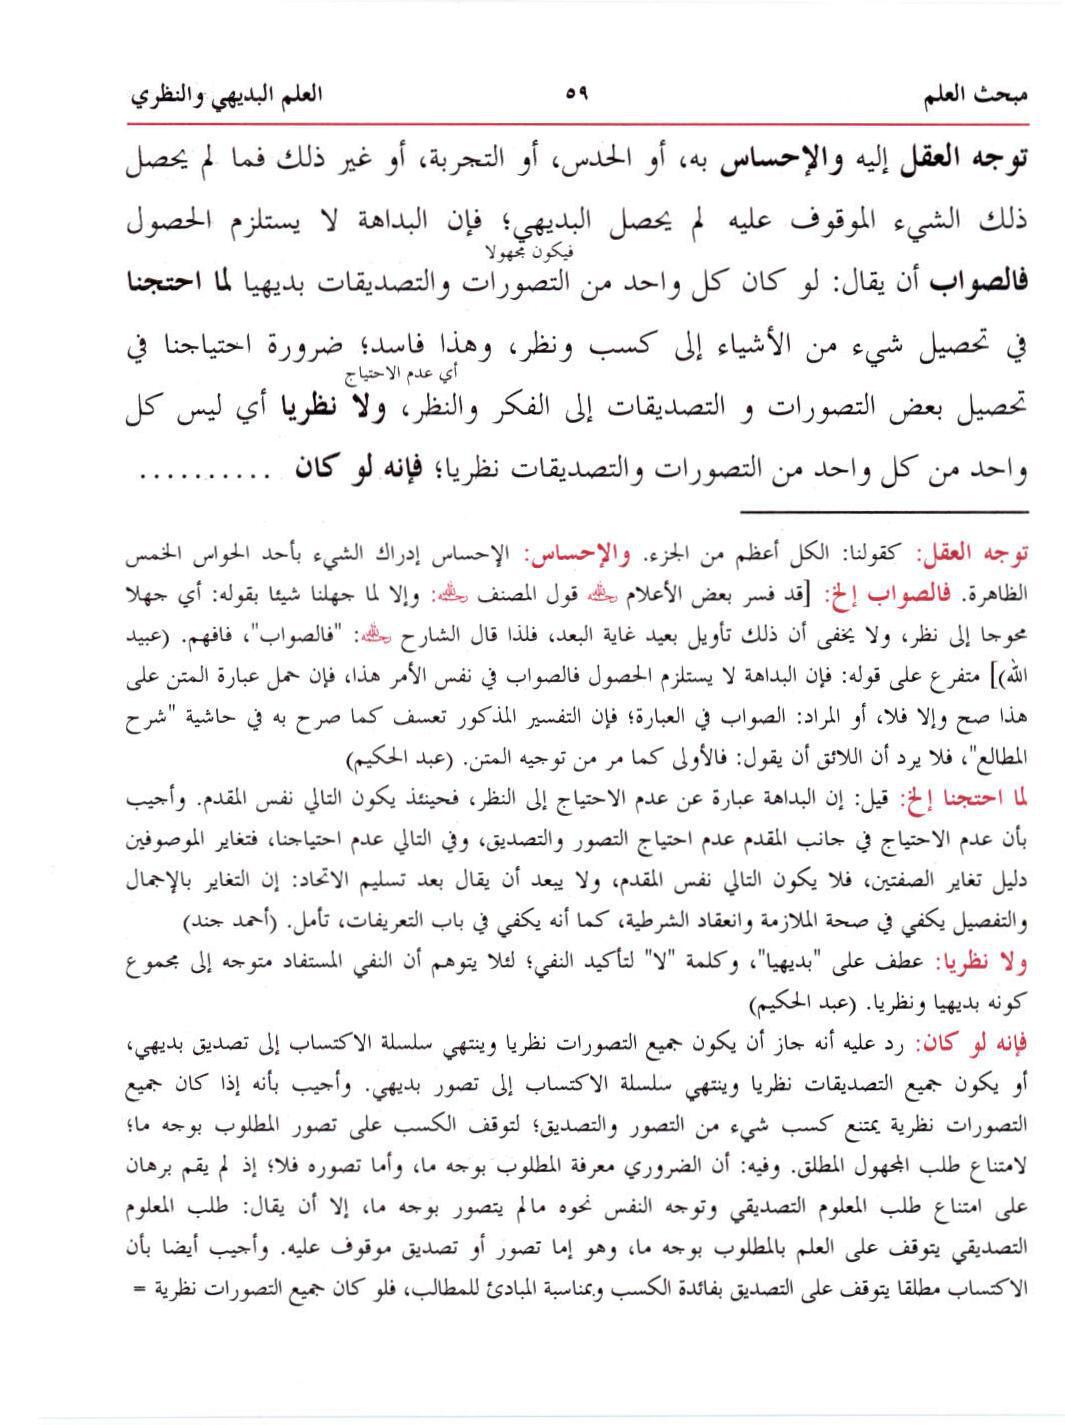 مبحث العلم ٥٩ العلم البديهي والنظري
توجه العقل إليه والإحساس به، أو الحدس، أو التجربة، أو غير ذلك فما لم يحصل
ذلك الشيء الموقوف عليه لم يحصل البديهي؛ فإن البداهة لا يستلزم الحصول
فيكون مجهولا
فالصواب أن يقال: لو كان كل واحد من التصورات والتصديقات بديهيا لما احتجنا
في تحصيل شيء من الأشياء إلى كسب ونظر، وهذا فاسد؛ ضرورة احتياجنا في
أي عدم الاحتياج
تحصيل بعض التصورات و التصديقات إلى الفكر والنظر، ولا نظريا أي ليس كل
واحد من كل واحد من التصورات والتصديقات نظريا؛ فإنه لو كان ..........
توجه العقل: كقولنا: الكل أعظم من الجزء. والإحساس: الإحساس إدراك الشيء بأحد الحواس الخمس
الظاهرة. فالصواب إلخ: [قد فسر بعض الأعلام رحمه الله قول المصنف رحمه الله: وإلا لما جهلنا شيئا بقوله: أي جهلا
محوجا إلى نظر، ولا يخفى أن ذلك تأويل بعيد غاية البعد، فلذا قال الشارح رحمه الله: "فالصواب"، فافهم. (عبيد
الله)] متفرع على قوله: فإن البداهة لا يستلزم الحصول فالصواب في نفس الأمر هذا، فإن حمل عبارة المتن على
هذا صح وإلا فلا، أو المراد: الصواب في العبارة؛ فإن التفسير المذكور تعسف كما صرح به في حاشية "شرح
المطالع"، فلا يرد أن اللائق أن يقول: فالأولى كما مر من توجيه المتن. (عبد الحكيم)
لما احتجنا إلخ: قيل: إن البداهة عبارة عن عدم الاحتياج إلى النظر، فحينئذ يكون التالي نفس المقدم. وأجيب
بأن عدم الاحتياج في جانب المقدم عدم احتياج التصور والتصديق، وفي التالي عدم احتياجنا، فتغاير الموصوفين
دليل تغاير الصفتين، فلا يكون التالي نفس المقدم، ولا يبعد أن يقال بعد تسليم الاتحاد: إن التغاير بالإجمال
والتفصيل يكفي في صحة الملازمة وانعقاد الشرطية، كما أنه يكفي في باب التعريفات، تأمل. (أحمد جند)
ولا نظريا: عطف على "بديهيا"، وكلمة "لا" لتأكيد النفي؛ لئلا يتوهم أن النفي المستفاد متوجه إلى مجموع
كونه بديهيا ونظريا. (عبد الحكيم)
فإنه لو كان: رد عليه أنه جاز أن يكون جميع التصورات نظريا وينتهي سلسلة الاكتساب إلى تصديق بديهي،
أو يكون جميع التصديقات نظريا وينتهي سلسلة الاكتساب إلى تصور بديهي. وأجيب بأنه إذا كان جميع
التصورات نظرية يمتنع كسب شيء من التصور والتصديق؛ لتوقف الكسب على تصور المطلوب بوجه ما؛
لامتناع طلب المجهول المطلق. وفيه: أن الضروري معرفة المطلوب بوجه ما، وأما تصوره فلا؛ إذ لم يقم برهان
على امتناع طلب المعلوم التصديقي وتوجه النفس نحوه مالم يتصور بوجه ما، إلا أن يقال: طلب المعلوم
التصديقي يتوقف على العلم بالمطلوب بوجه ما، وهو إما تصور أو تصديق موقوف عليه. وأجيب أيضا بأن
الاكتساب مطلقا يتوقف على التصديق بفائدة الكسب وبمناسبة المبادئ للمطالب، فلو كان جميع التصورات نظرية =